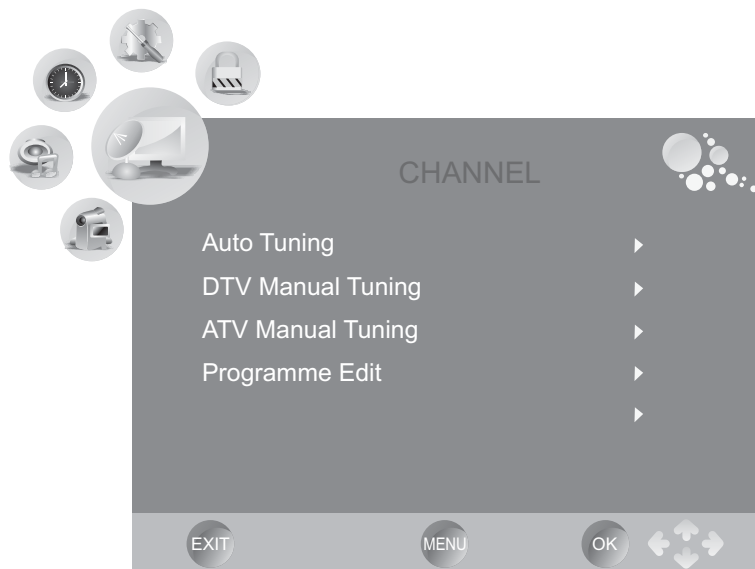 CHANNEL
Auto Tuning
DTV Manual Tuning
ATV Manual Tuning
Programme Edit
EXIT MENU OK